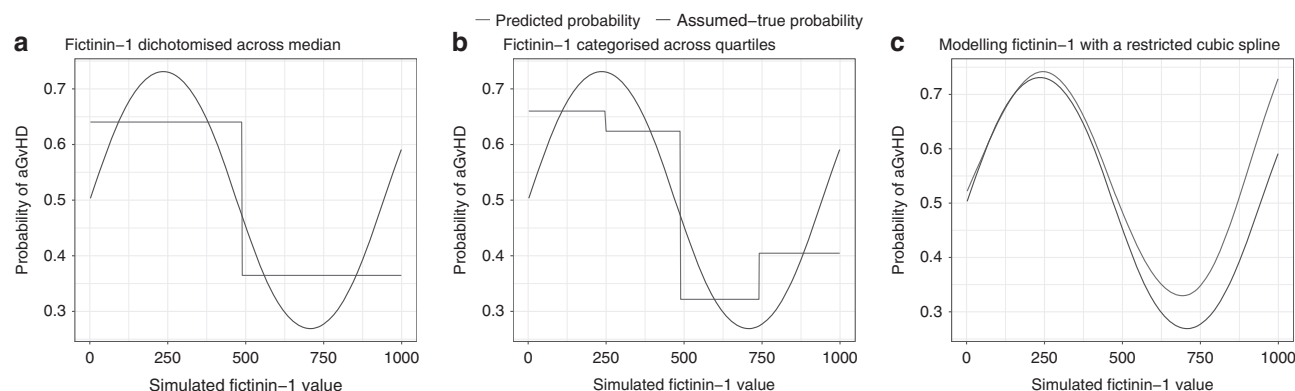 Predicted probability Assumed−true probability
a Fictinin−1 dichotomised across median
b Fictinin−1 categorised across quartiles
c Modelling fictinin−1 with a restricted cubic spline
Probability of aGvHD
0.7
0.6
0.5
0.4
0.3
0 250 500 750 1000
Simulated fictinin−1 value
Probability of aGvHD
0.7
0.6
0.5
0.4
0.3
0 250 500 750 1000
Simulated fictinin−1 value
Probability of aGvHD
0.7
0.6
0.5
0.4
0.3
0 250 500 750 1000
Simulated fictinin−1 value